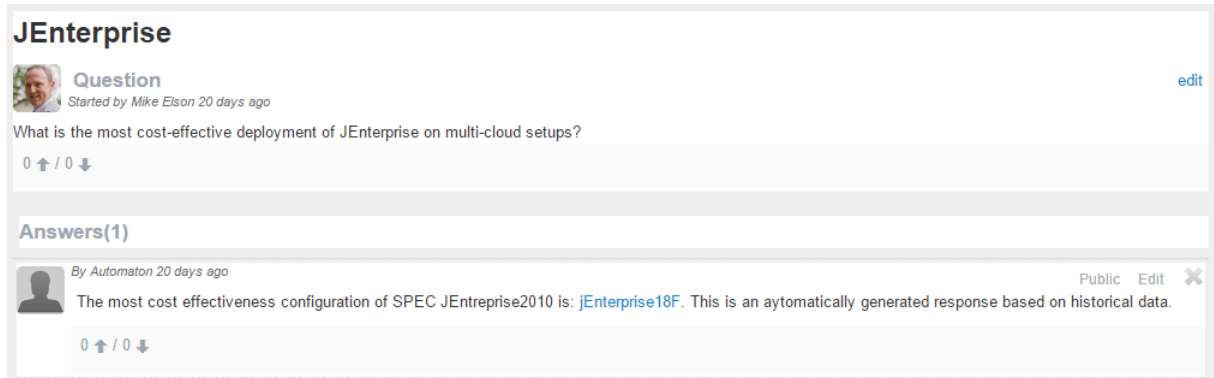 JEnterprise
Question
edit
Started by Mike Elson 20 days ago
What is the most cost-effective deployment of JEnterprise on multi-cloud setups?
0 / 0
Answers(1)
By Automaton 20 days ago
Public Edit
The most cost effectiveness configuration of SPEC JEntreprise2010 is: jEnterprise18F. This is an aytomatically generated response based on historical data.
0 / 0